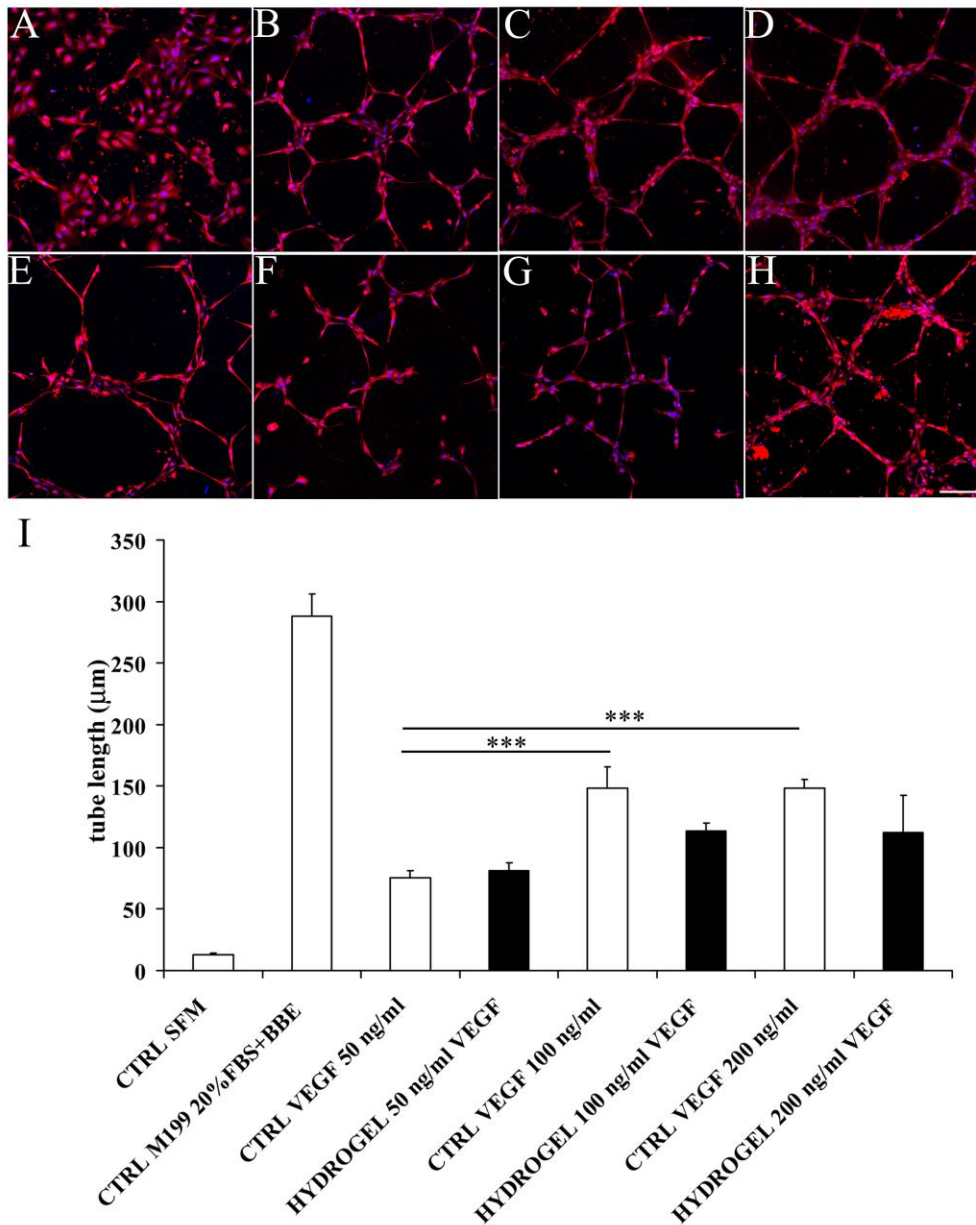 A
B
C
D
E
F
G
H
I
350
300
250
200
150
100
50
0
tube length (μm)
***
***
CTRL SFM
CTRL M199 20%FBS+BBE
CTRL VEGF 50 ng/ml
HYDROGEL 50 ng/ml VEGF
CTRL VEGF 100 ng/ml
HYDROGEL 100 ng/ml VEGF
CTRL VEGF 200 ng/ml
HYDROGEL 200 ng/ml VEGF